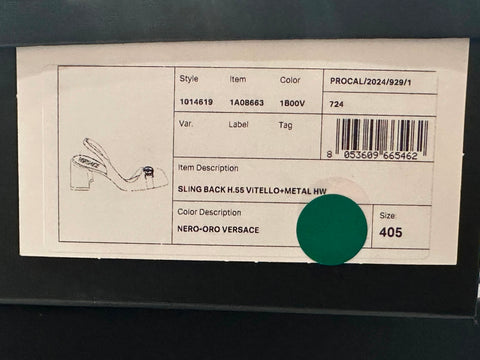 Style Item Color
1014619 1A08663 1B00V
PROCAL/2024/929/1
724
Var. Label Tag
8 053609 665462
VERSACE
Item Description
SLING BACK H.55 VITELLO+METAL HW
Color Description
NERO-ORO VERSACE
Size:
405